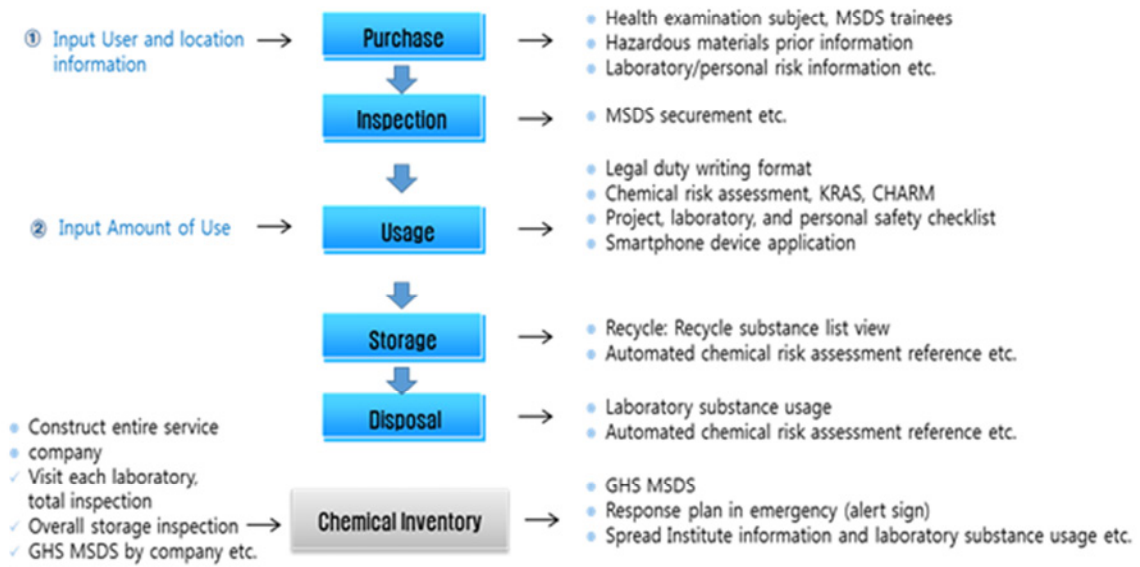 ① Input User and location
information
Purchase
• Health examination subject, MSDS trainees
• Hazardous materials prior information
• Laboratory/personal risk information etc.
Inspection
• MSDS securement etc.
② Input Amount of Use
Usage
• Legal duty writing format
• Chemical risk assessment, KRAS, CHARM
• Project, laboratory, and personal safety checklist
• Smartphone device application
Storage
• Recycle: Recycle substance list view
• Automated chemical risk assessment reference etc.
Disposal
• Laboratory substance usage
• Automated chemical risk assessment reference etc.
• Construct entire service
• company
✓ Visit each laboratory,
total inspection
✓ Overall storage inspection
✓ GHS MSDS by company etc.
Chemical Inventory
• GHS MSDS
• Response plan in emergency (alert sign)
• Spread Institute information and laboratory substance usage etc.